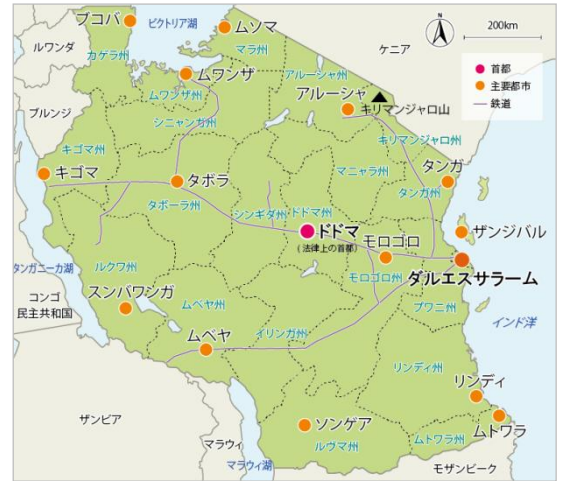 ブコバ
ビクトリア湖
ムソマ
200km
ルワンダ
カゲラ州
マラ州
ケニア
首都
主要都市
鉄道
ムワンザ
ムワンザ州
アルーシャ州
アルーシャ
キリマンジャロ山
ブルンジ
シニャンガ州
キリマンジャロ州
キゴマ州
キゴマ
タボラ
マニャラ州
タンガ
タンガ州
タボーラ州
シンギダ州
ドドマ州
ドドマ
(法律上の首都)
モロゴロ
ザンジバル
タンガニーカ湖
ルクワ州
モロゴロ州
ダルエスサラーム
コンゴ
民主共和国
スンバワンガ
ムベヤ州
プワニ州
インド洋
ムベヤ
イリンガ州
リンディ州
リンディ
ザンビア
ソンゲア
ムトワラ
マラウィ
ルヴマ州
ムトワラ州
マラウィ湖
モザンビーク